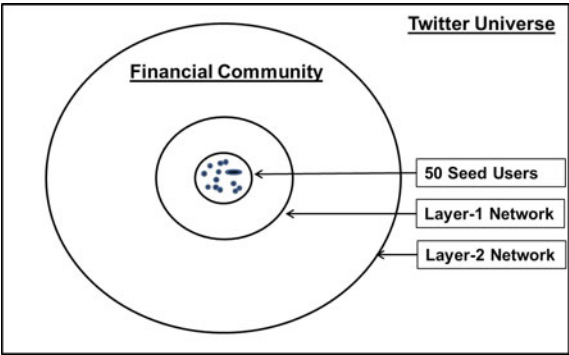 Twitter Universe
Financial Community
50 Seed Users
Layer-1 Network
Layer-2 Network